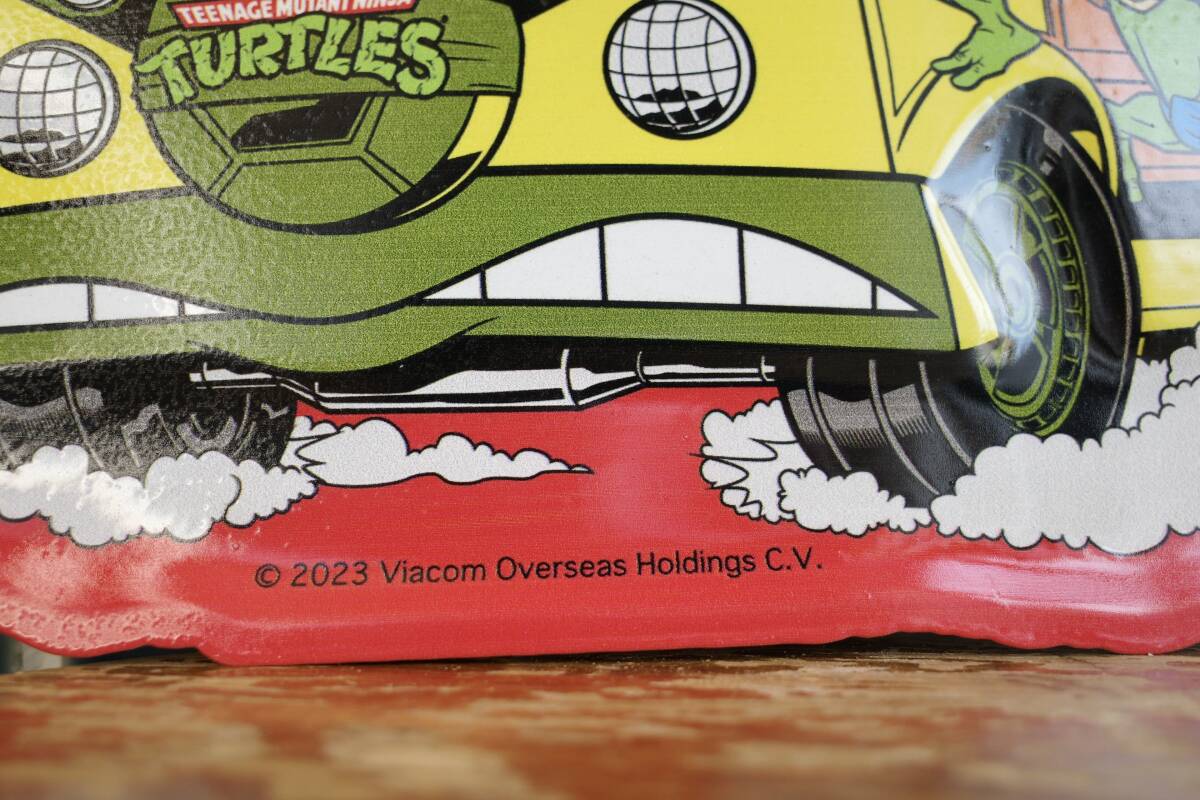 TEENAGE MUTANT NINJA
TURTLES
© 2023 Viacom Overseas Holdings C.V.